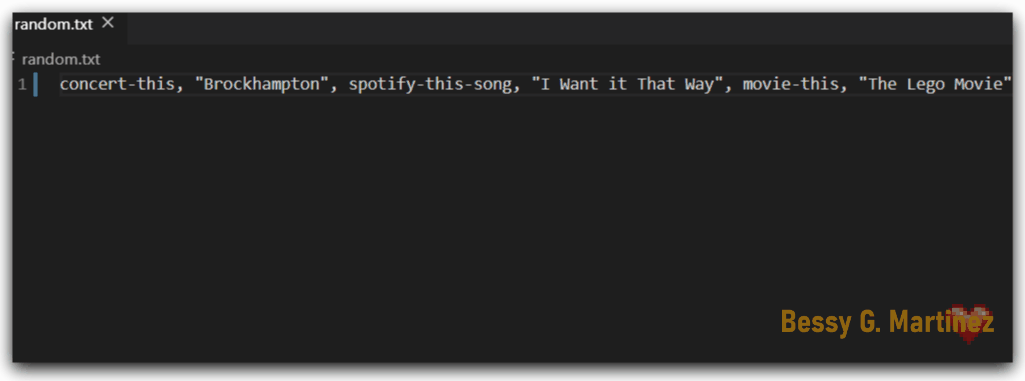 random.txt
random.txt
1 concert-this, "Brockhampton", spotify-this-song, "I Want it That Way", movie-this, "The Lego Movie"
Bessy G. Martinez